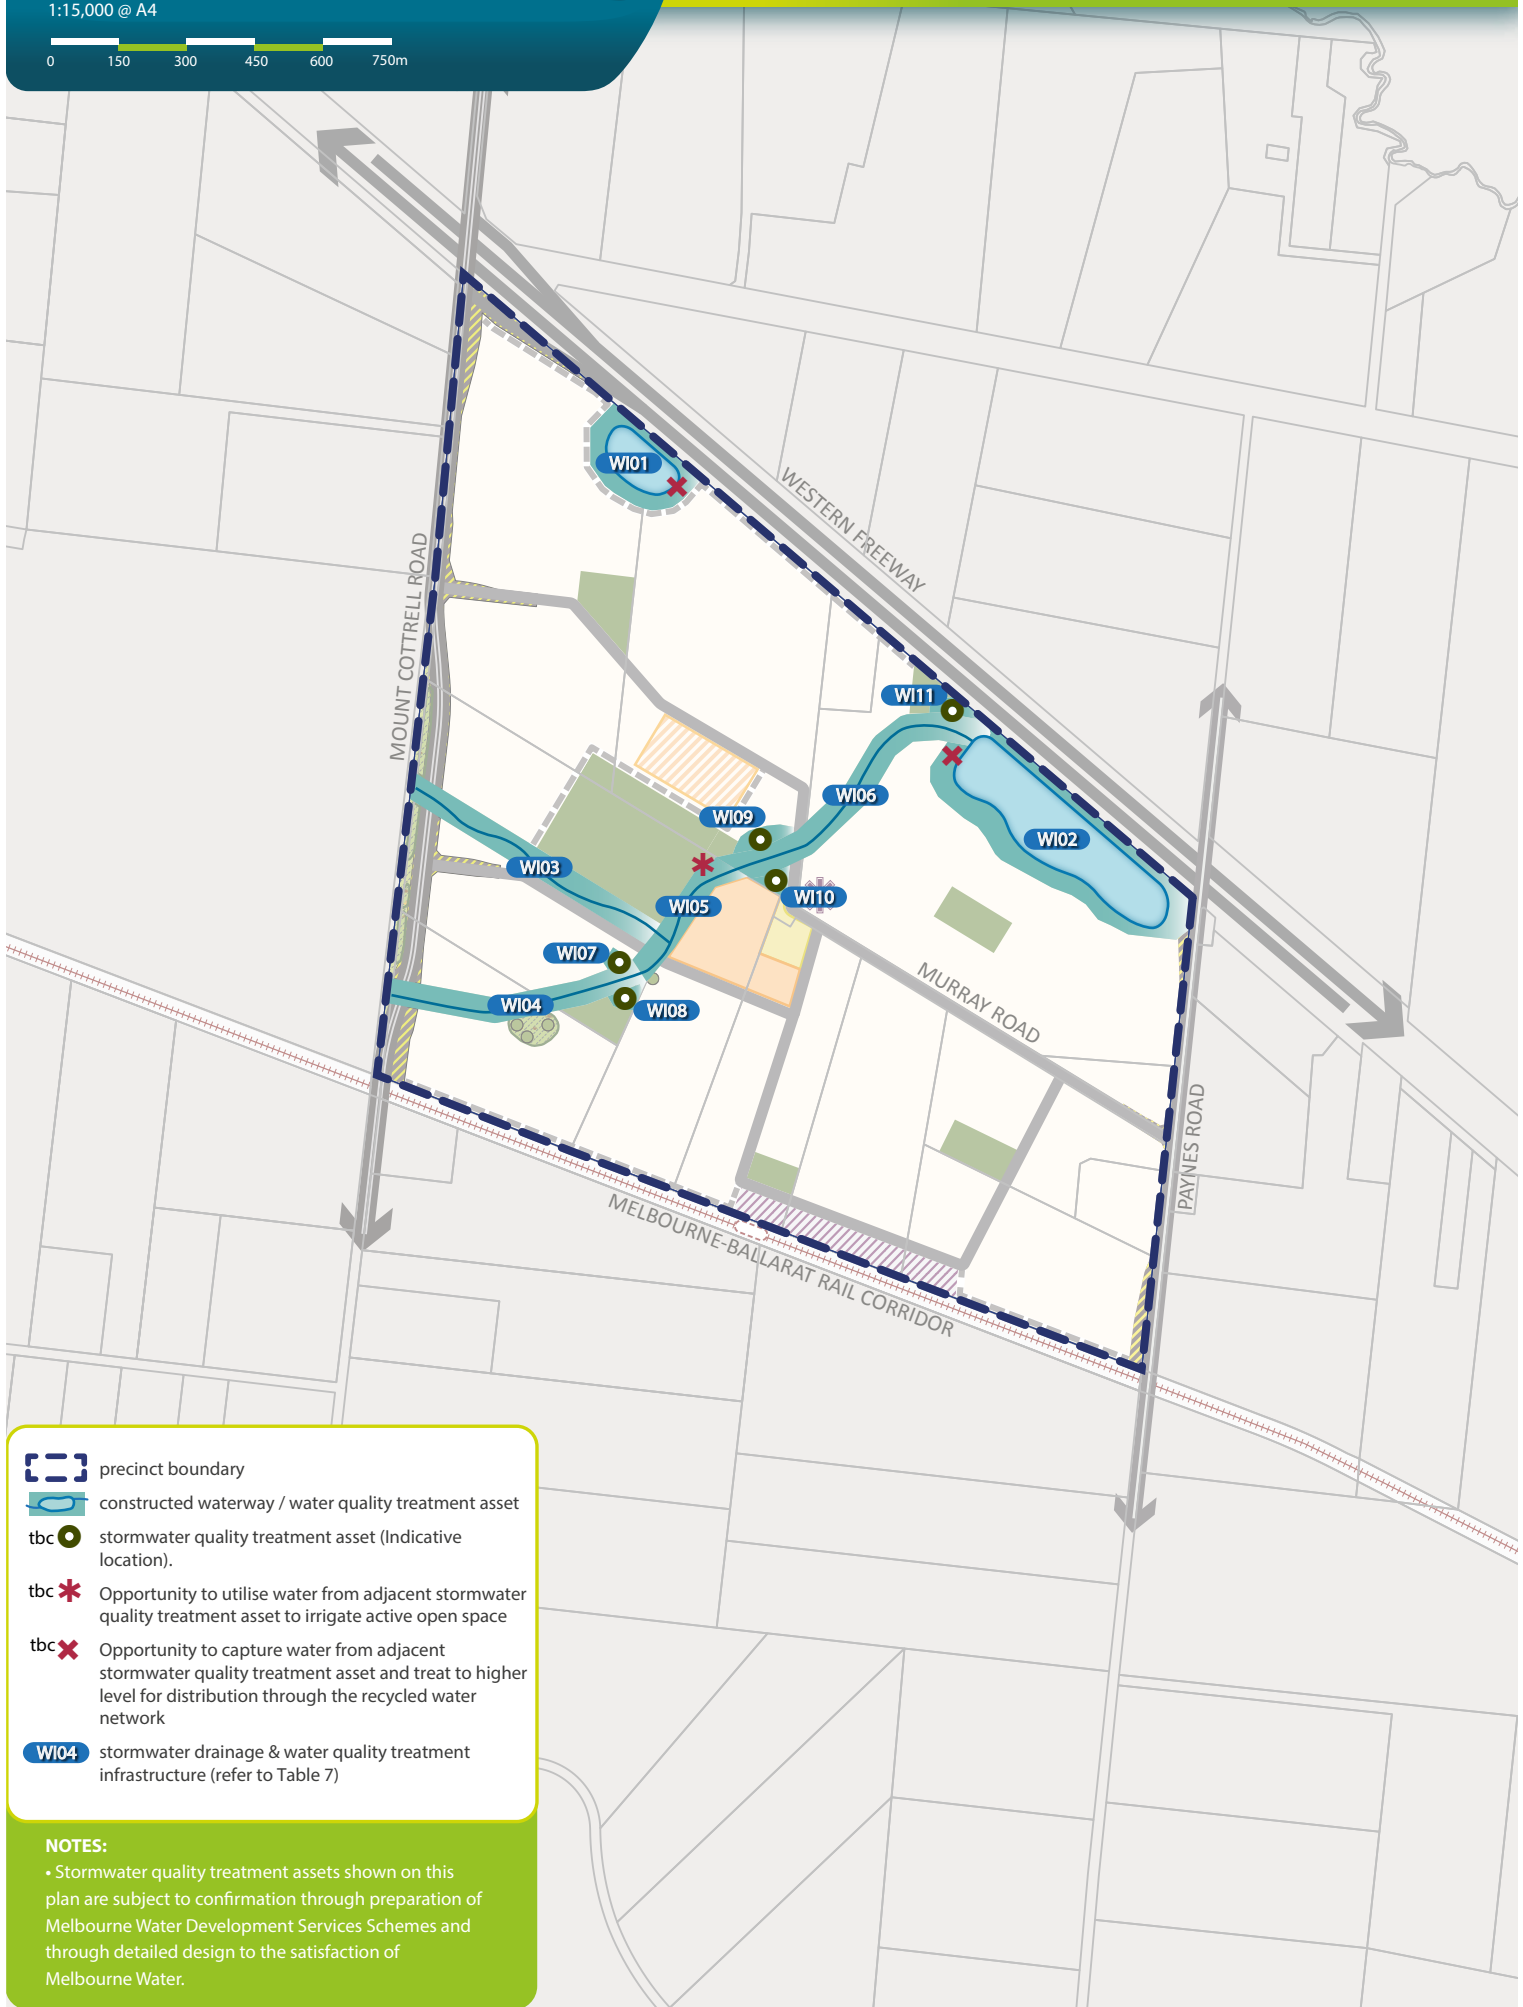 1:15,000 @ A4
0 150 300 450 600 750m
WESTERN FREEWAY
MOUNT COTTRELL ROAD
WI01
WI11
WI06
WI09
WI02
WI03
WI10
WI05
WI07
WI04
WI08
MURRAY ROAD
PAYNES ROAD
MELBOURNE-BALLARAT RAIL CORRIDOR
precinct boundary
constructed waterway / water quality treatment asset
tbc stormwater quality treatment asset (Indicative
location).
tbc Opportunity to utilise water from adjacent stormwater
quality treatment asset to irrigate active open space
tbc Opportunity to capture water from adjacent
stormwater quality treatment asset and treat to higher
level for distribution through the recycled water
network
WI04 stormwater drainage & water quality treatment
infrastructure (refer to Table 7)
NOTES:
• Stormwater quality treatment assets shown on this
plan are subject to confirmation through preparation of
Melbourne Water Development Services Schemes and
through detailed design to the satisfaction of
Melbourne Water.